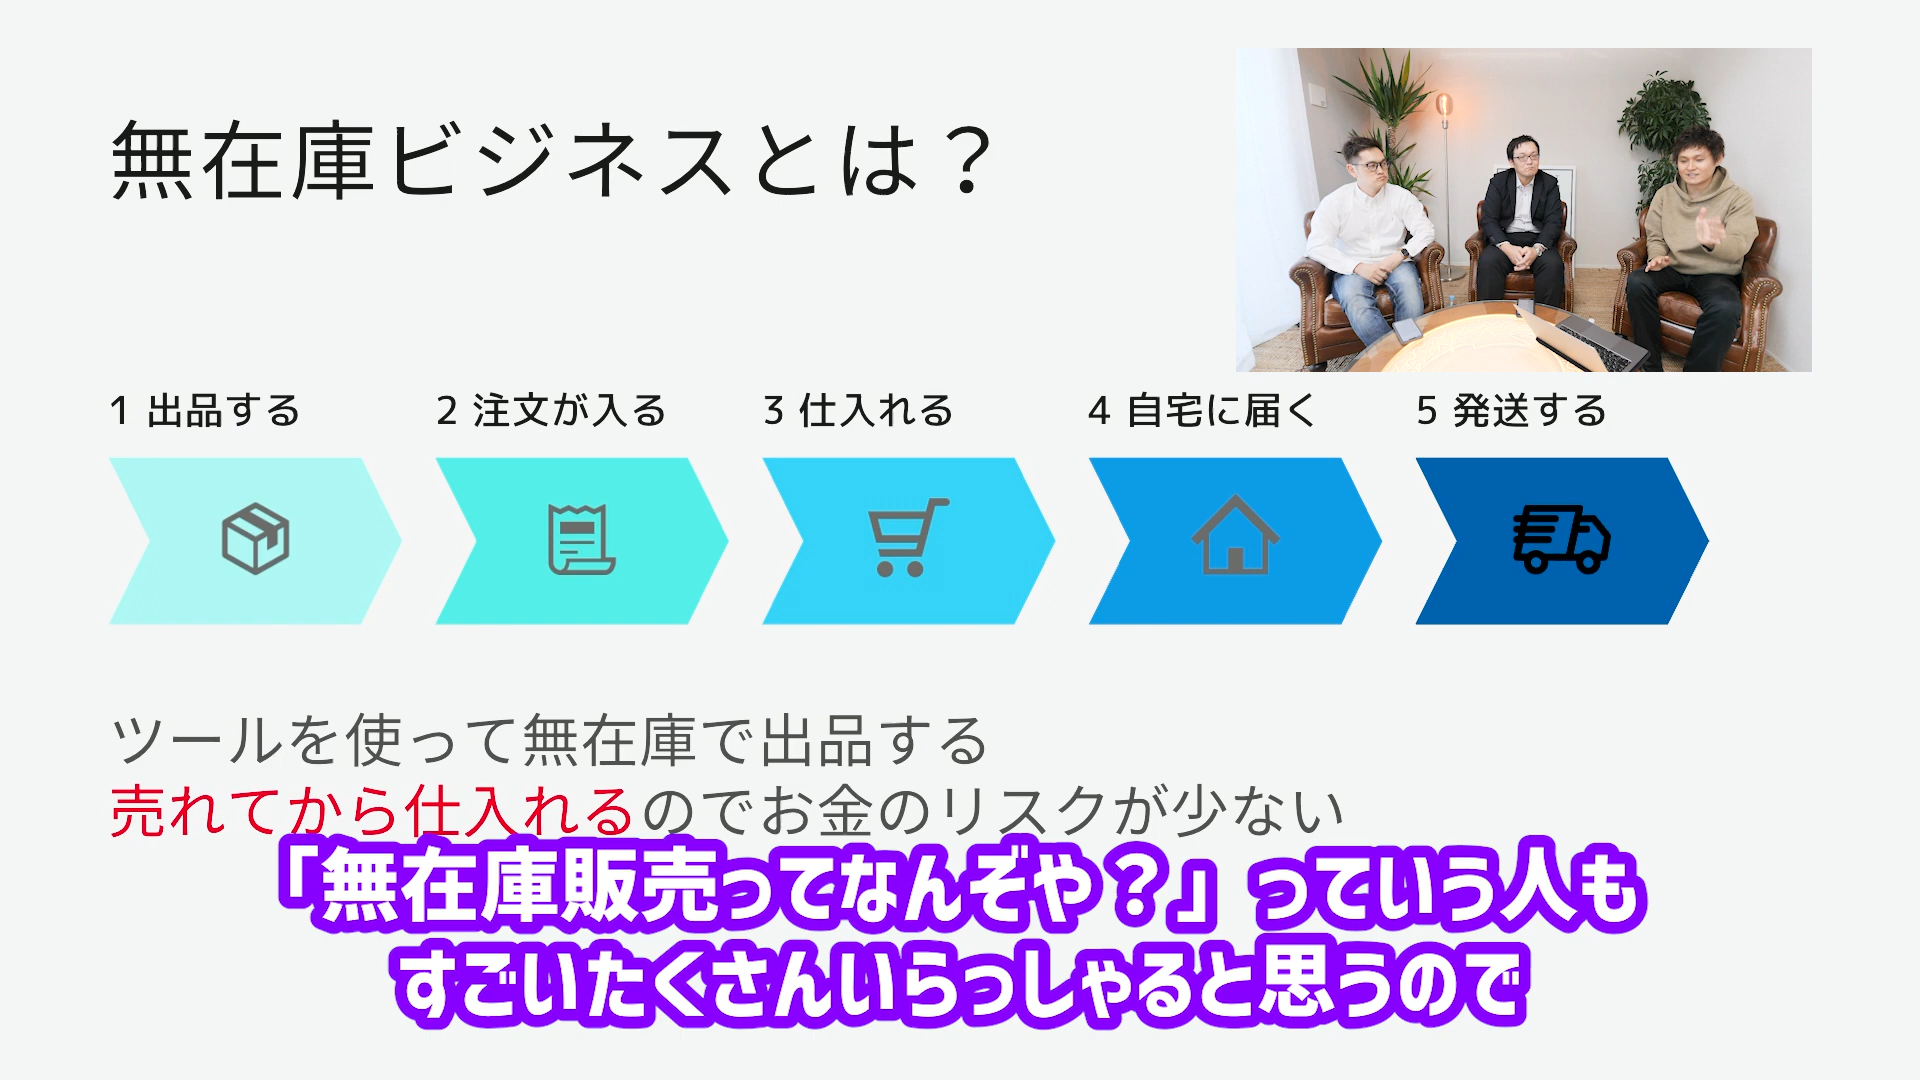 無在庫ビジネスとは？
1 出品する
2 注文が入る
3 仕入れる
4 自宅に届く
5 発送する
ツールを使って無在庫で出品する
売れてから仕入れるのでお金のリスクが少ない
「無在庫販売ってなんぞや？」っていう人も
すごいたくさんいらっしゃると思うので